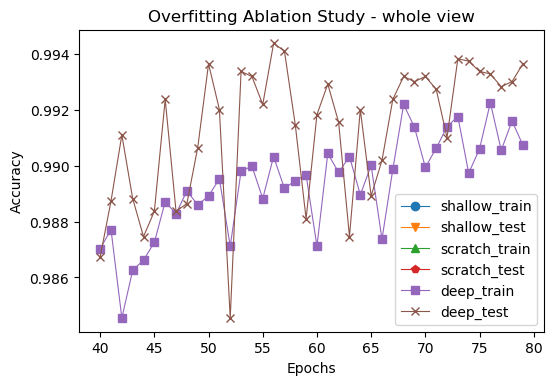 Overfitting Ablation Study - whole view
Accuracy
0.994
0.992
0.990
0.988
0.986
shallow_train
shallow_test
scratch_train
scratch_test
deep_train
deep_test
40 45 50 55 60 65 70 75 80
Epochs